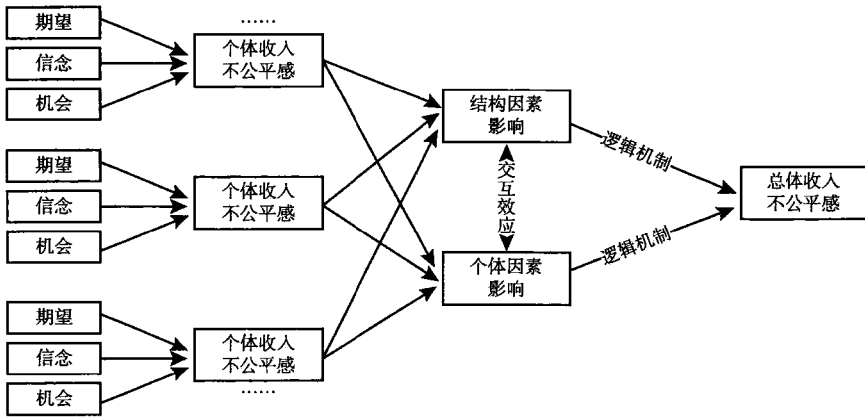 ……
期望
信念
机会
个体收入
不公平感
期望
信念
机会
个体收入
不公平感
期望
信念
机会
个体收入
不公平感
……
结构因素
影响
交互效应
个体因素
影响
逻辑机制
逻辑机制
总体收入
不公平感